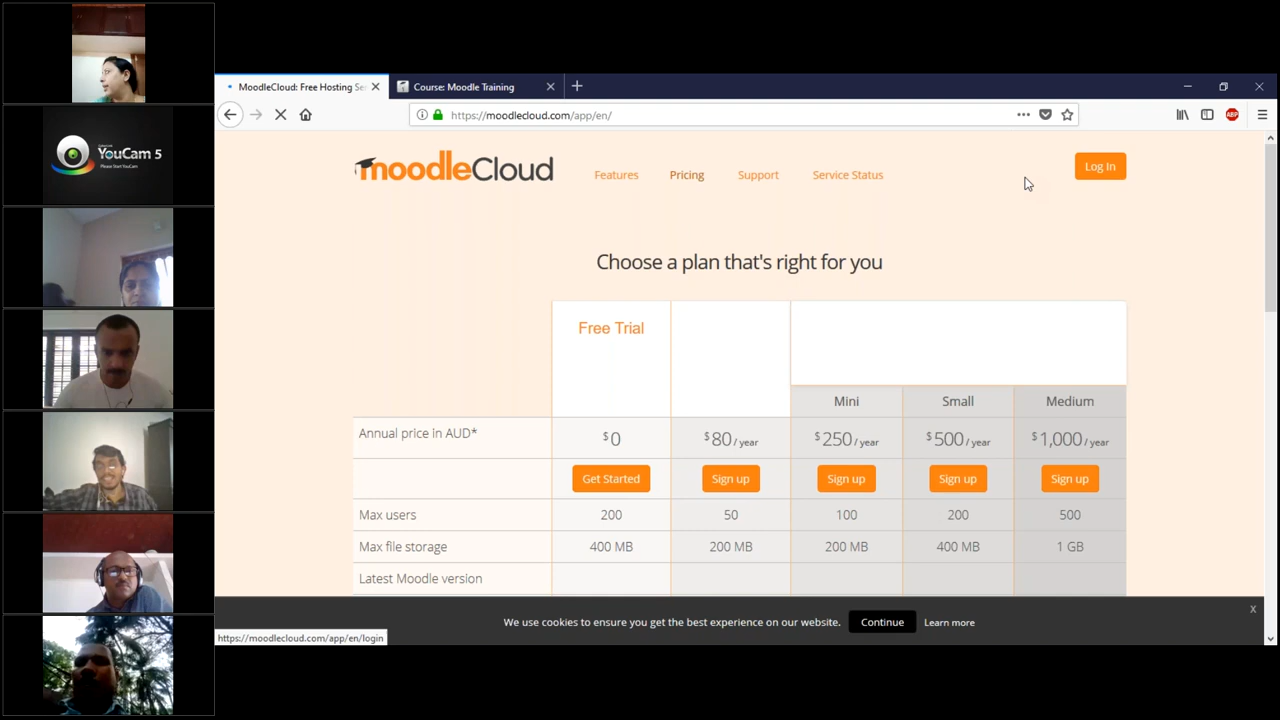 YouCam 5
Please Start YouCam
MoodleCloud: Free Hosting Se
Course: Moodle Training
https://moodlecloud.com/app/en/
ABP
moodleCloud
Features
Pricing
Support
Service Status
Log In
Choose a plan that's right for you
Free Trial
Mini
Small
Medium
Annual price in AUD*
$0
$80 / year
$250 / year
$500 / year
$1,000 / year
Get Started
Sign up
Sign up
Sign up
Sign up
Max users
200
50
100
200
500
Max file storage
400 MB
200 MB
200 MB
400 MB
1 GB
Latest Moodle version
We use cookies to ensure you get the best experience on our website.
Continue
Learn more
X
https://moodlecloud.com/app/en/login